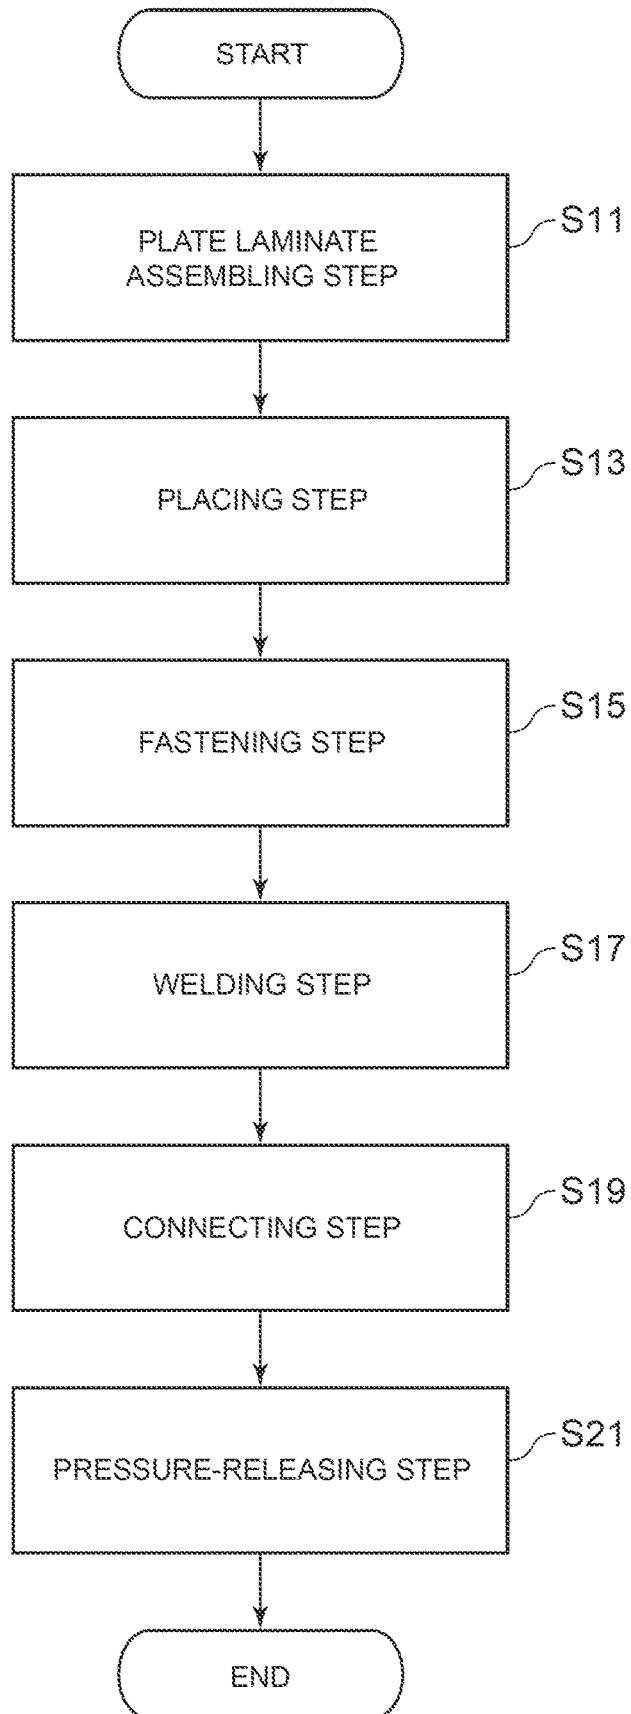 START
PLATE LAMINATE
ASSEMBLING STEP
S11
PLACING STEP
S13
FASTENING STEP
S15
WELDING STEP
S17
CONNECTING STEP
S19
PRESSURE-RELEASING STEP
S21
END